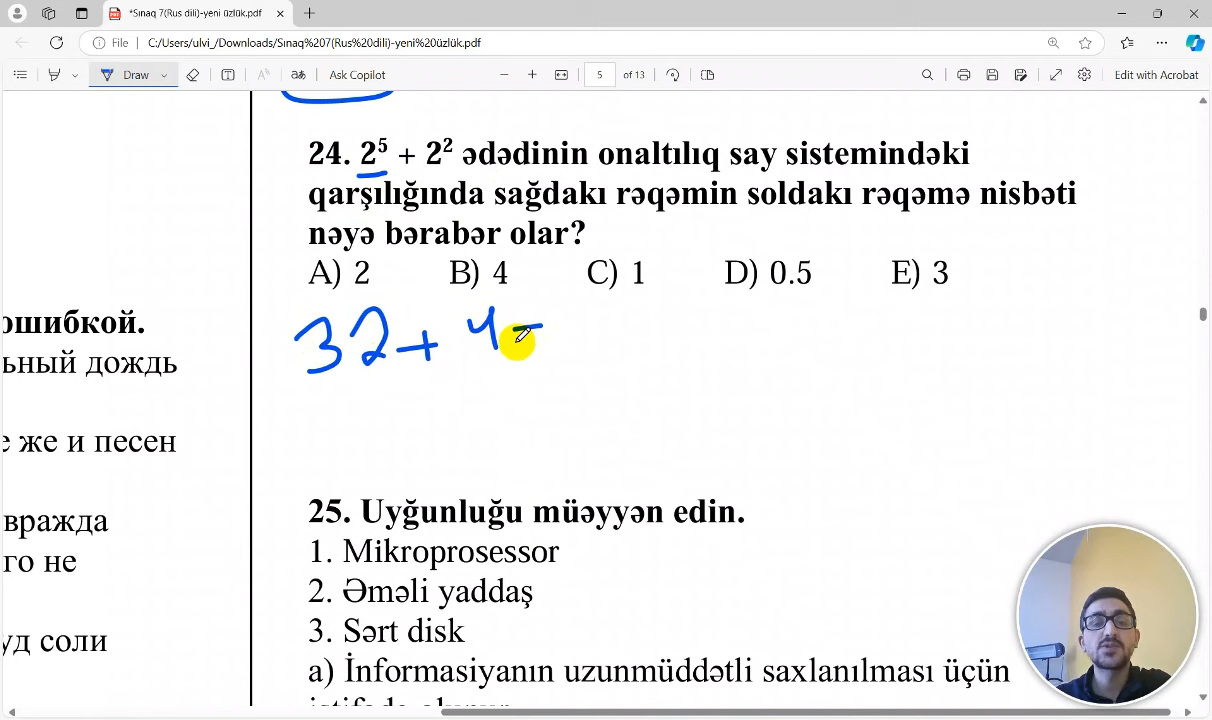 *Sınaq 7(Rus dili)-yeni üzlük.pdf
File C:/Users/ulvi_/Downloads/Sınaq%207(Rus%20dili)-yeni%20üzlük.pdf
Draw Ask Copilot 5 of 13 Edit with Acrobat
24. 2⁵ + 2² ədədinin onaltılıq say sistemindəki
qarşılığında sağdakı rəqəmin soldakı rəqəmə nisbəti
nəyə bərabər olar?
A) 2 B) 4 C) 1 D) 0.5 E) 3
32+4
ошибкой.
ьный дождь
е же и песен
вражда
го не
уд соли
25. Uyğunluğu müəyyən edin.
1. Mikroprosessor
2. Əməli yaddaş
3. Sərt disk
a) İnformasiyanın uzunmüddətli saxlanılması üçün